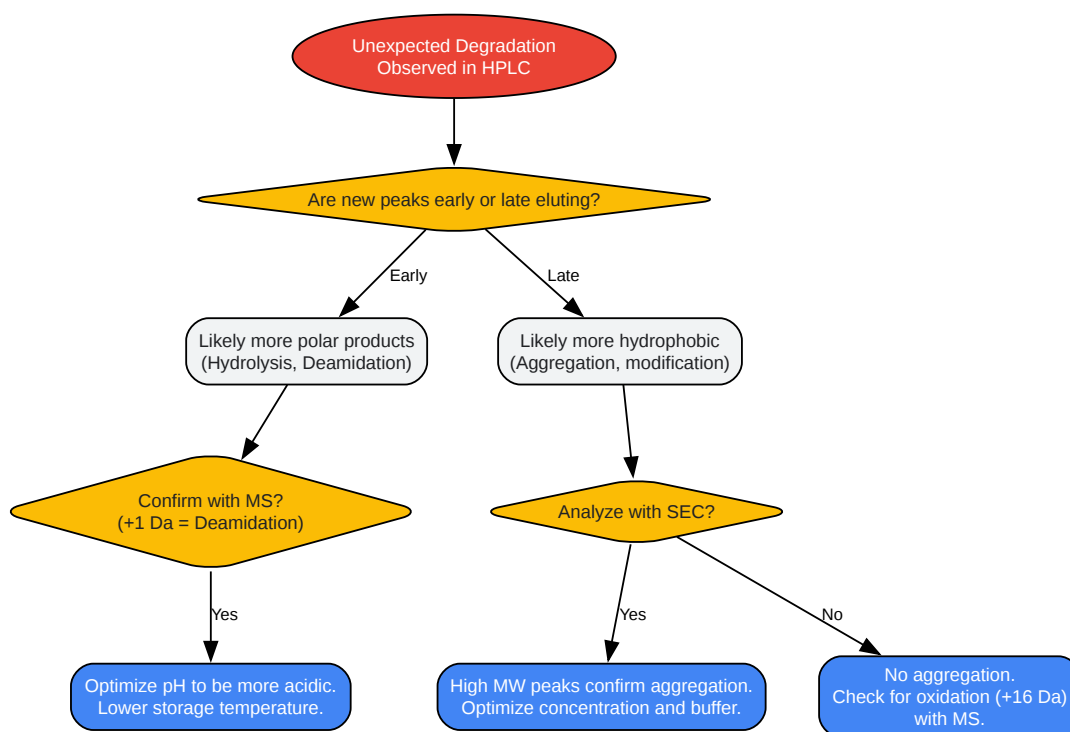 Unexpected Degradation
Observed in HPLC
Are new peaks early or late eluting?
Early
Late
Likely more polar products
(Hydrolysis, Deamidation)
Likely more hydrophobic
(Aggregation, modification)
Confirm with MS?
(+1 Da = Deamidation)
Analyze with SEC?
Yes
Yes
No
Optimize pH to be more acidic.
Lower storage temperature.
High MW peaks confirm aggregation.
Optimize concentration and buffer.
No aggregation.
Check for oxidation (+16 Da)
with MS.